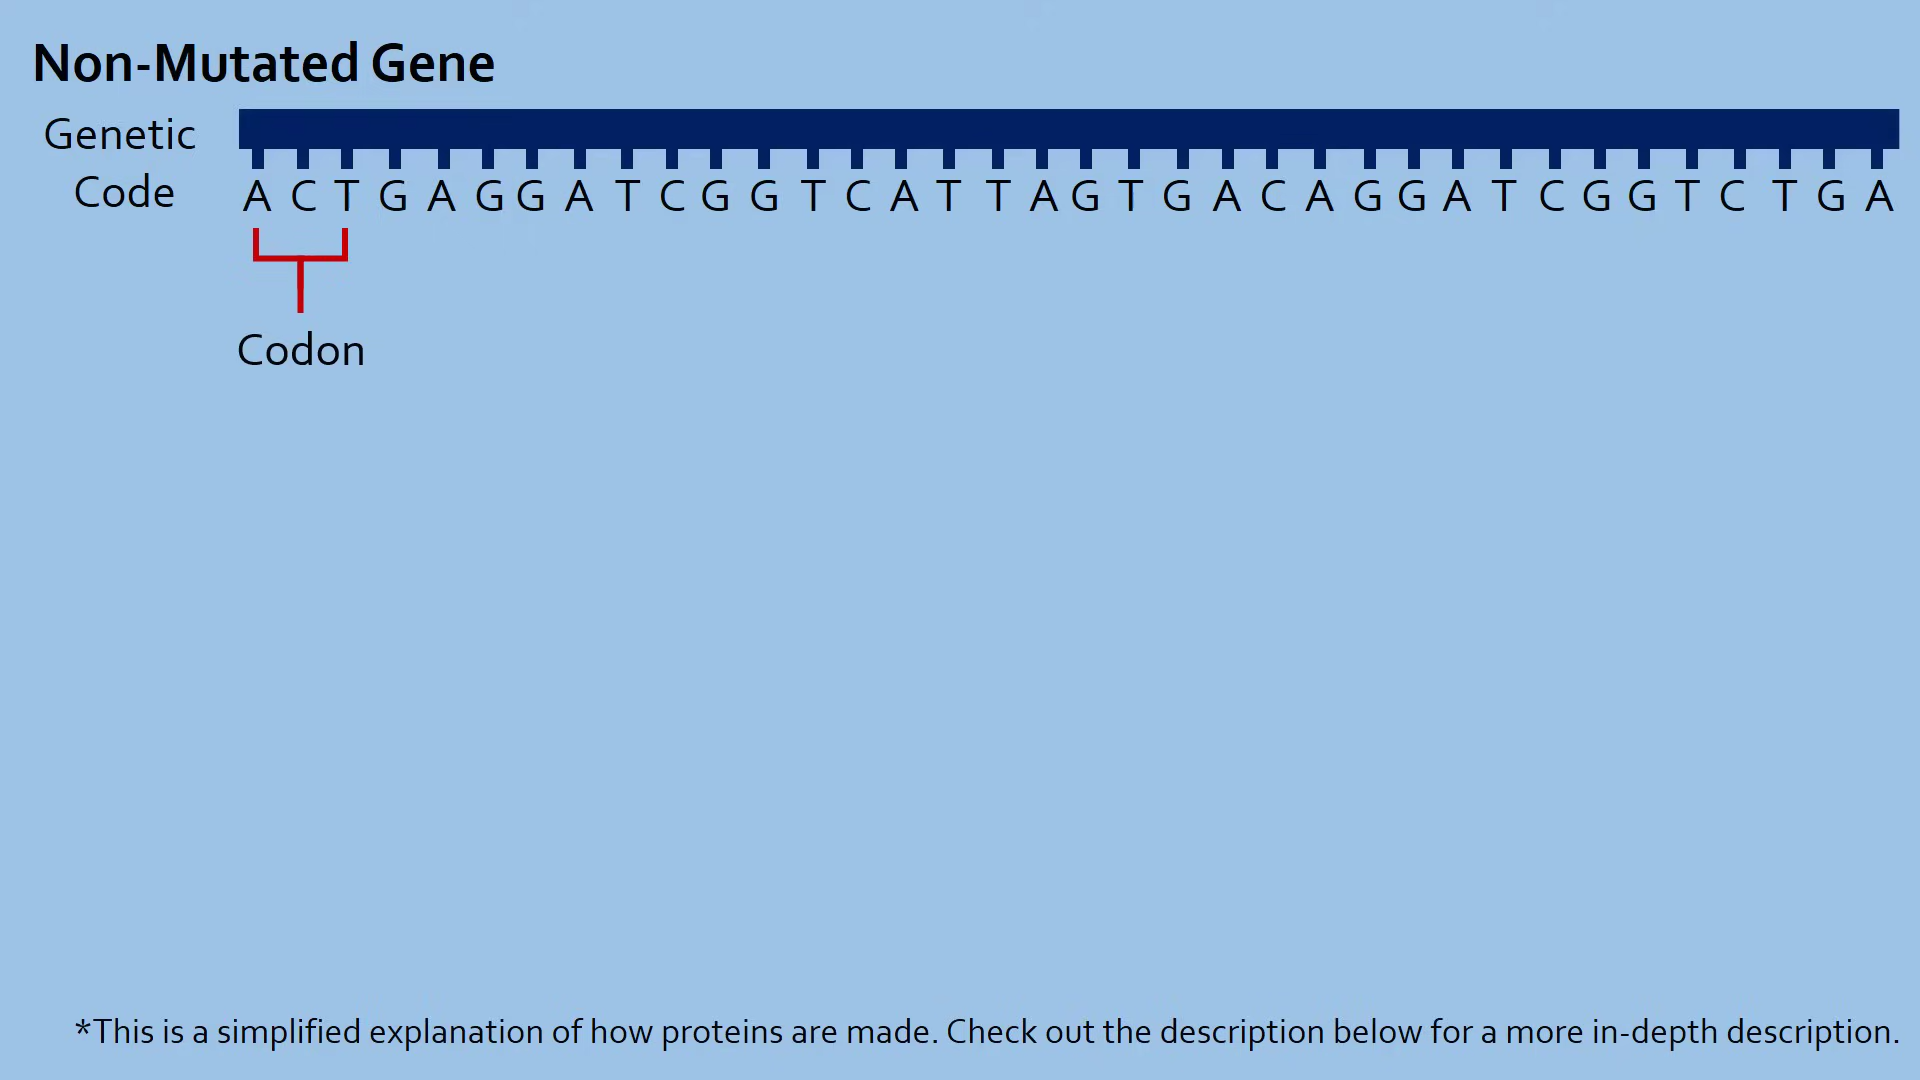 Non-Mutated Gene
Genetic
Code
A C T G A G G A T C G G T C A T T A G T G A C A G G A T C G G T C T G A
Codon
*This is a simplified explanation of how proteins are made. Check out the description below for a more in-depth description.